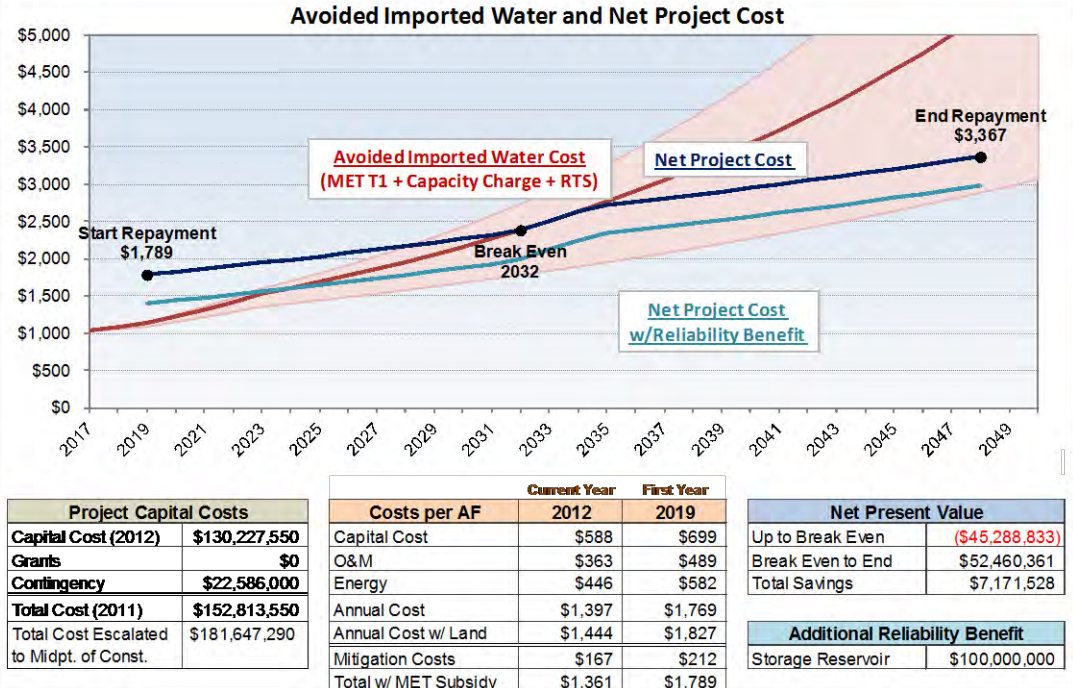 Avoided Imported Water and Net Project Cost
$5,000
$4,500
$4,000
$3,500
$3,000
$2,500
$2,000
$1,500
$1,000
$500
$0
Avoided Imported Water Cost
(MET T1 + Capacity Charge + RTS)
Net Project Cost
End Repayment
$3,367
Start Repayment
$1,789
Break Even
2032
Net Project Cost
w/Reliability Benefit
2017 2019 2021 2023 2025 2027 2029 2031 2033 2035 2037 2039 2041 2043 2045 2047 2049
Project Capital Costs
Capital Cost (2012) $130,227,550
Grants $0
Contingency $22,586,000
Total Cost (2011) $152,813,550
Total Cost Escalated $181,647,290
to Midpt. of Const.
Current Year First Year
Costs per AF 2012 2019
Capital Cost $588 $699
O&M $363 $489
Energy $446 $582
Annual Cost $1,397 $1,769
Annual Cost w/ Land $1,444 $1,827
Mitigation Costs $167 $212
Total w/ MET Subsidy $1,361 $1,789
Net Present Value
Up to Break Even ($45,288,833)
Break Even to End $52,460,361
Total Savings $7,171,528
Additional Reliability Benefit
Storage Reservoir $100,000,000